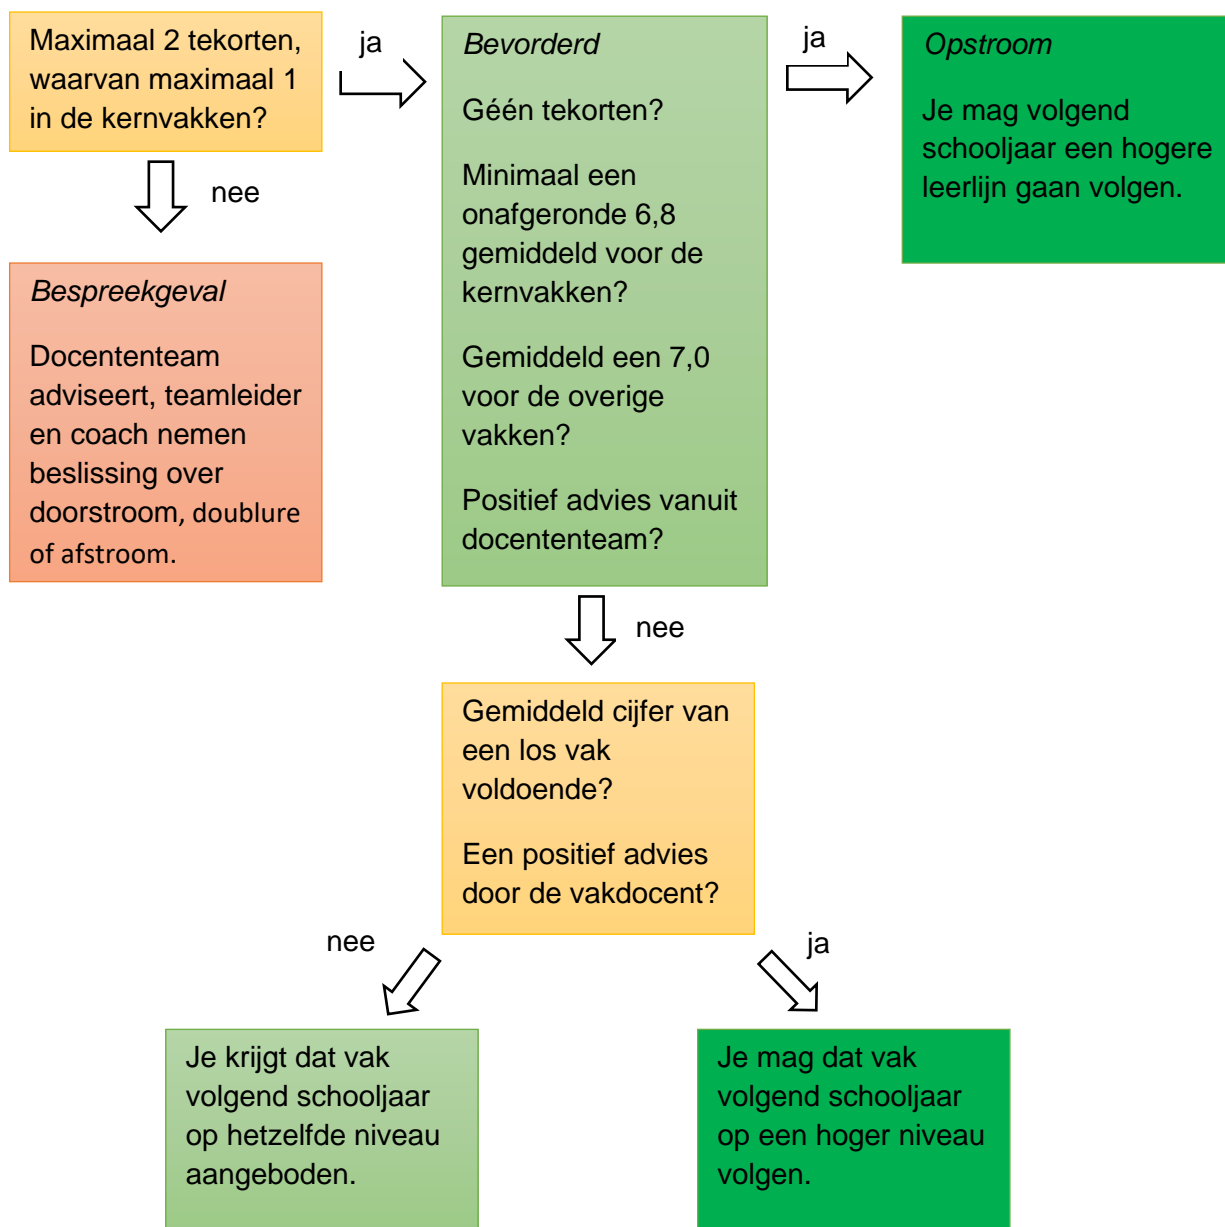 Maximaal 2 tekorten,
waarvan maximaal 1
in de kernvakken?
ja
nee
Bespreekgeval
Docententeam
adviseert, teamleider
en coach nemen
beslissing over
doorstroom, doublure
of afstroom.
Bevorderd
Géén tekorten?
Minimaal een
onafgeronde 6,8
gemiddeld voor de
kernvakken?
Gemiddeld een 7,0
voor de overige
vakken?
Positief advies vanuit
docententeam?
ja
Opstroom
Je mag volgend
schooljaar een hogere
leerlijn gaan volgen.
nee
Gemiddeld cijfer van
een los vak
voldoende?
Een positief advies
door de vakdocent?
nee
ja
Je krijgt dat vak
volgend schooljaar
op hetzelfde niveau
aangeboden.
Je mag dat vak
volgend schooljaar
op een hoger niveau
volgen.